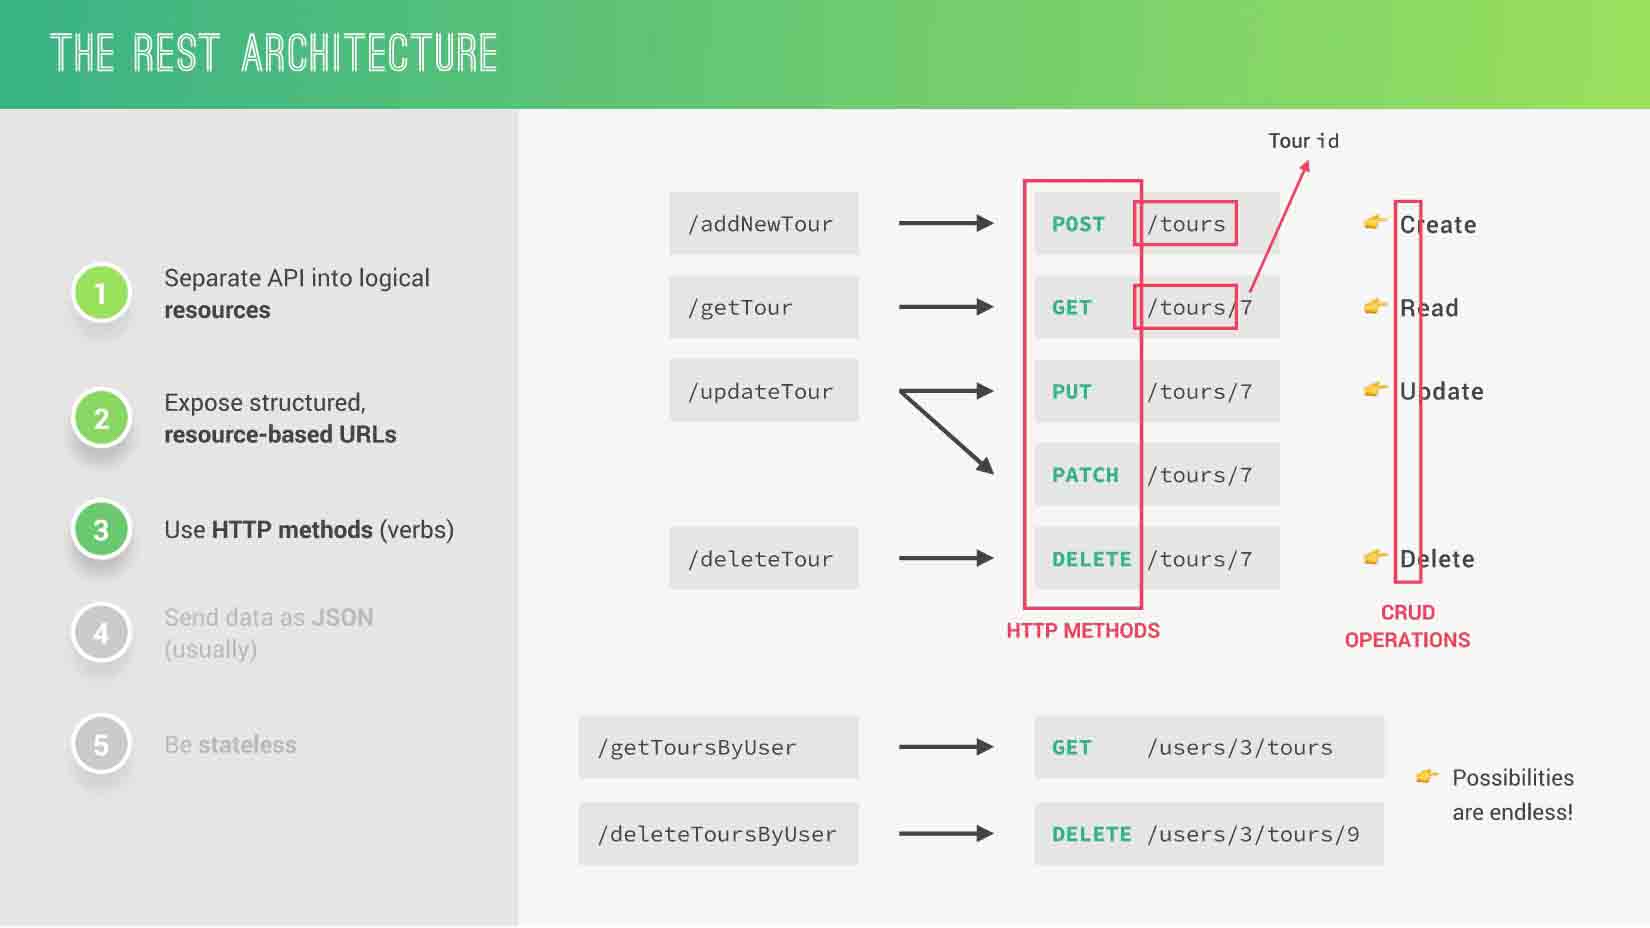 THE REST ARCHITECTURE
1
Separate API into logical
resources
2
Expose structured,
resource-based URLs
3
Use HTTP methods (verbs)
4
Send data as JSON
(usually)
5
Be stateless
Tour id
/addNewTour POST /tours 👉 Create
/getTour GET /tours/7 👉 Read
/updateTour PUT /tours/7 👉 Update
PATCH /tours/7
/deleteTour DELETE /tours/7 👉 Delete
HTTP METHODS
CRUD
OPERATIONS
/getToursByUser GET /users/3/tours
/deleteToursByUser DELETE /users/3/tours/9
👉 Possibilities
are endless!